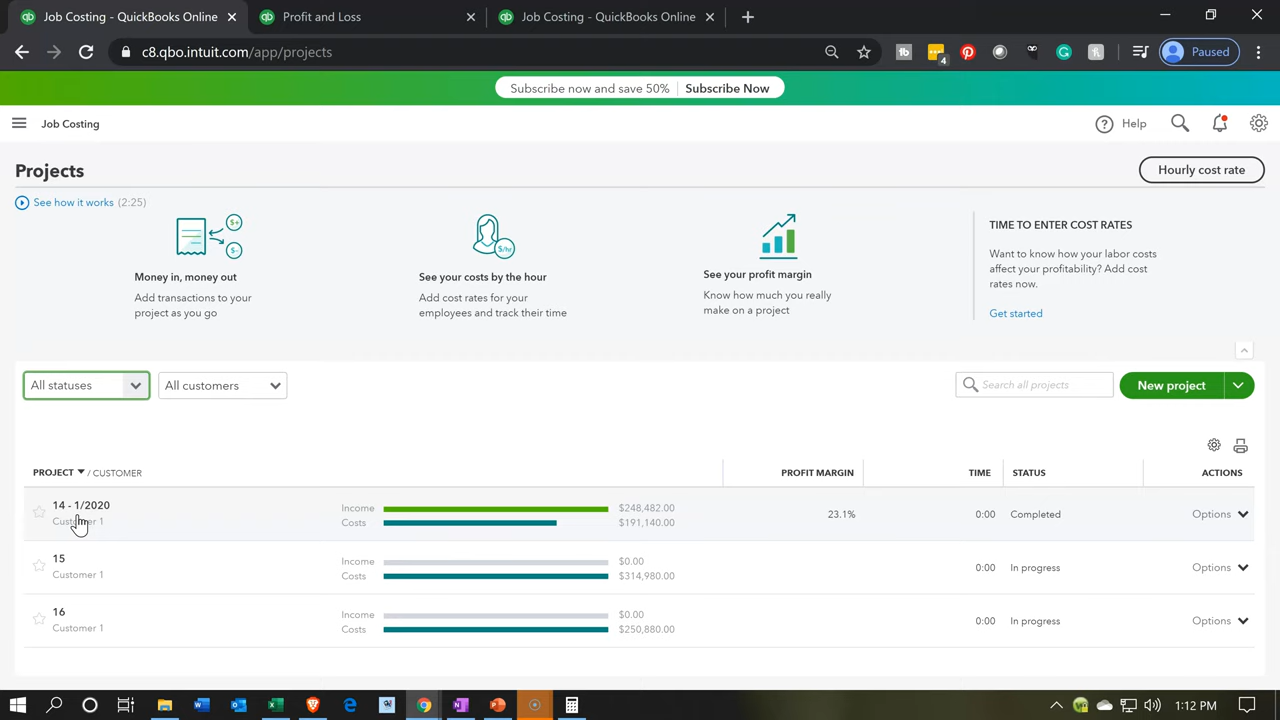 Job Costing - QuickBooks Online
Profit and Loss
Job Costing - QuickBooks Online
c8.qbo.intuit.com/app/projects
4
Paused
Subscribe now and save 50%
Subscribe Now
Job Costing
Help
Projects
Hourly cost rate
See how it works (2:25)
Money in, money out
Add transactions to your
project as you go
$/hr
See your costs by the hour
Add cost rates for your
employees and track their time
See your profit margin
Know how much you really
make on a project
TIME TO ENTER COST RATES
Want to know how your labor costs
affect your profitability? Add cost
rates now.
Get started
All statuses
All customers
Search all projects
New project
PROJECT / CUSTOMER
PROFIT MARGIN
TIME
STATUS
ACTIONS
14 - 1/2020
Customer 1
Income
$248,482.00
Costs
$191,140.00
23.1%
0:00
Completed
Options
15
Customer 1
Income
$0.00
Costs
$314,980.00
0:00
In progress
Options
16
Customer 1
Income
$0.00
Costs
$250,880.00
0:00
In progress
Options
1:12 PM